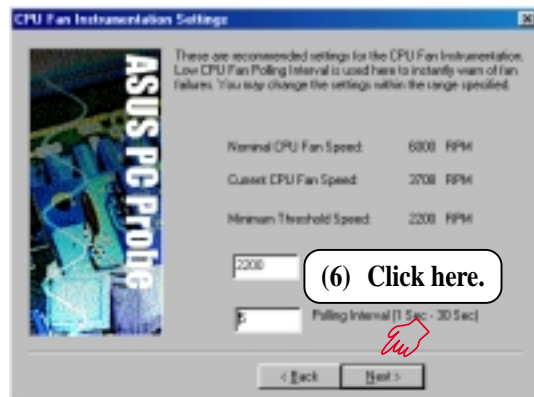 CPU Fan Instrumentation Settings
ASUS PC Probe
These are recommended settings for the CPU Fan Instrumentation.
Low CPU Fan Polling Interval is used here to instantly warn of fan
failures. You may change the settings within the range specified.
Nominal CPU Fan Speed: 6000 RPM
Current CPU Fan Speed: 3708 RPM
Minimum Threshold Speed: 2200 RPM
2200
(6) Click here.
5 Polling Interval (1 Sec - 30 Sec)
< Back Next >